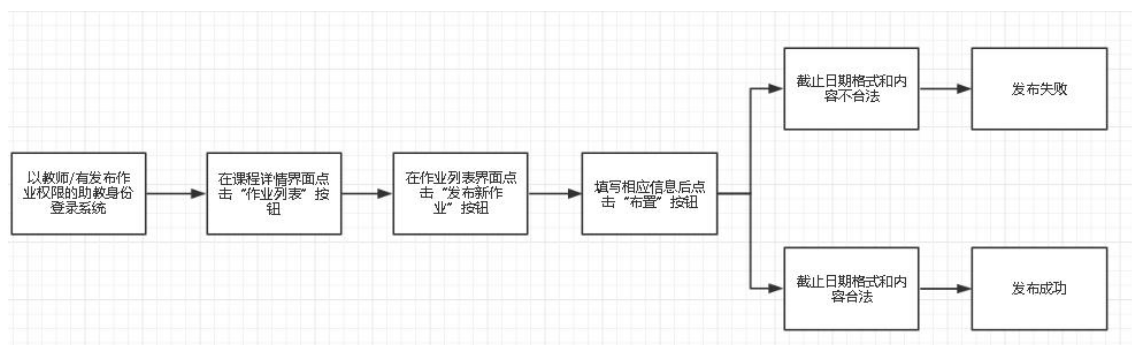 以教师/有发布作
业权限的助教身份
登录系统
在课程详情界面点
击“作业列表”按
钮
在作业列表界面点
击“发布新作
业”按钮
填写相应信息后点
击“布置”按钮
截止日期格式和内
容不合法
发布失败
截止日期格式和内
容合法
发布成功